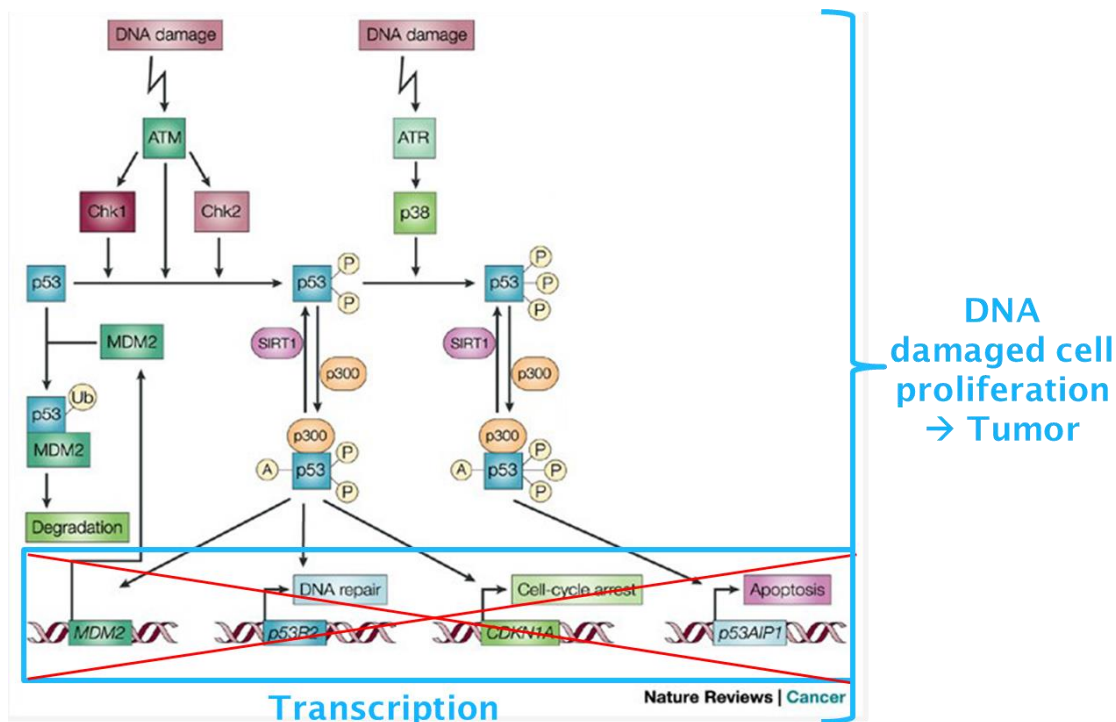 DNA damage
DNA damage
ATM
ATR
Chk1
Chk2
p38
p53
p53
P
P
p53
P
P
P
MDM2
SIRT1
p300
SIRT1
p300
Ub
p53
MDM2
p300
A
p53
P
P
p300
A
p53
P
P
P
Degradation
DNA repair
Cell-cycle arrest
Apoptosis
MDM2
p53R2
CDKN1A
p53AIP1
Transcription
Nature Reviews | Cancer
DNA
damaged cell
proliferation
→ Tumor